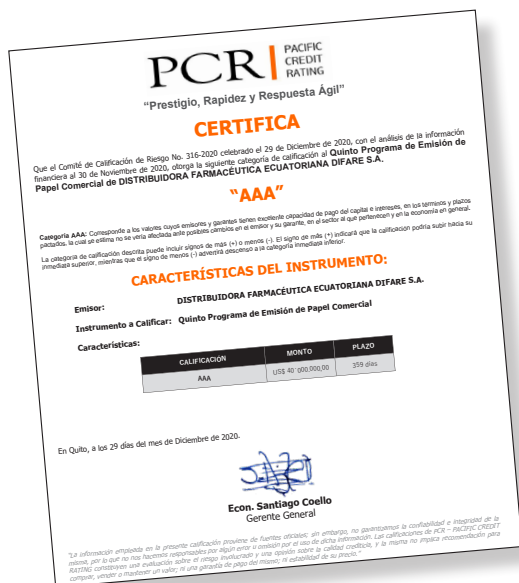 PCR PACIFIC
CREDIT
RATING
“Prestigio, Rapidez y Respuesta Ágil”
CERTIFICA
Que el Comité de Calificación de Riesgo No. 316-2020 celebrado el 29 de Diciembre de 2020, con el análisis de la información
financiera al 30 de Noviembre de 2020, otorga la siguiente categoría de calificación al Quinto Programa de Emisión de
Papel Comercial de DISTRIBUIDORA FARMACÉUTICA ECUATORIANA DIFARE S.A.
“AAA”
Categoría AAA: Corresponde a los valores cuyos emisores y garantes tienen excelente capacidad de pago del capital e intereses, en los términos y plazos
pactados, la cual se estima no se vería afectada ante posibles cambios en el emisor y su garante, en el sector al que pertenecen y en la economía en general.
La categoría de calificación descrita puede incluir signos de más (+) o menos (-). El signo de más (+) indicará que la calificación podría subir hacia su
inmediata superior, mientras que el signo de menos (-) advertirá descenso a la categoría inmediata inferior.
CARACTERÍSTICAS DEL INSTRUMENTO:
Emisor: DISTRIBUIDORA FARMACÉUTICA ECUATORIANA DIFARE S.A.
Instrumento a Calificar: Quinto Programa de Emisión de Papel Comercial
Características:
CALIFICACIÓN MONTO PLAZO
AAA US$ 40´000,000,00 359 días
En Quito, a los 29 días del mes de Diciembre de 2020.
Econ. Santiago Coello
Gerente General
"La información empleada en la presente calificación proviene de fuentes oficiales; sin embargo, no garantizamos la confiabilidad e integridad de la
misma, por lo que no nos hacemos responsables por algún error u omisión por el uso de dicha información. Las calificaciones de PCR – PACIFIC CREDIT
RATING constituyen una evaluación sobre el riesgo involucrado y una opinión sobre la calidad crediticia, y la misma no implica recomendación para
comprar, vender o mantener un valor; ni una garantía de pago del mismo; ni estabilidad de su precio."